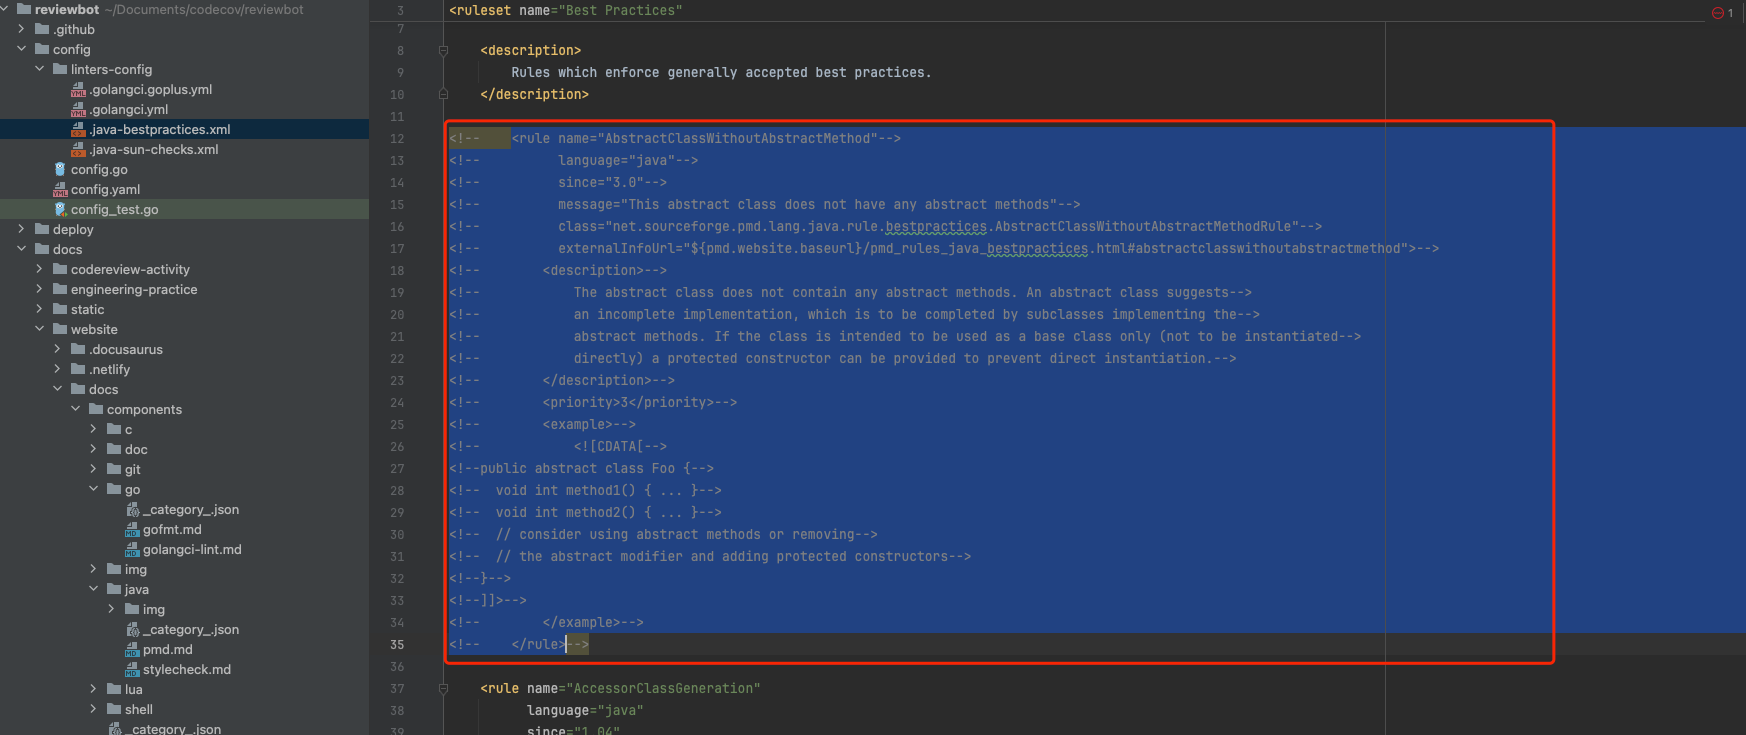 reviewbot ~/Documents/codecov/reviewbot
.github
config
linters-config
.golangci.goplus.yml
.golangci.yml
.java-bestpractices.xml
.java-sun-checks.xml
config.go
config.yaml
config_test.go
deploy
docs
codereview-activity
engineering-practice
static
website
.docusaurus
.netlify
docs
components
c
doc
git
go
_category_.json
gofmt.md
golangci-lint.md
img
java
img
_category_.json
pmd.md
stylecheck.md
lua
shell
_category_.json
3 <ruleset name="Best Practices"
1
7
8 <description>
9 Rules which enforce generally accepted best practices.
10 </description>
11
12 <!--    <rule name="AbstractClassWithoutAbstractMethod"-->
13 <!--          language="java"-->
14 <!--          since="3.0"-->
15 <!--          message="This abstract class does not have any abstract methods"-->
16 <!--          class="net.sourceforge.pmd.lang.java.rule.bestpractices.AbstractClassWithoutAbstractMethodRule"-->
17 <!--          externalInfoUrl="${pmd.website.baseurl}/pmd_rules_java_bestpractices.html#abstractclasswithoutabstractmethod">-->
18 <!--        <description>-->
19 <!--            The abstract class does not contain any abstract methods. An abstract class suggests-->
20 <!--            an incomplete implementation, which is to be completed by subclasses implementing the-->
21 <!--            abstract methods. If the class is intended to be used as a base class only (not to be instantiated-->
22 <!--            directly) a protected constructor can be provided to prevent direct instantiation.-->
23 <!--        </description>-->
24 <!--        <priority>3</priority>-->
25 <!--        <example>-->
26 <!--            <![CDATA[-->
27 <!--public abstract class Foo {-->
28 <!--  void int method1() { ... }-->
29 <!--  void int method2() { ... }-->
30 <!--  // consider using abstract methods or removing-->
31 <!--  // the abstract modifier and adding protected constructors-->
32 <!--}-->
33 <!--]]>-->
34 <!--        </example>-->
35 <!--    </rule>-->
36
37 <rule name="AccessorClassGeneration"
38 language="java"
39 since="1.04"